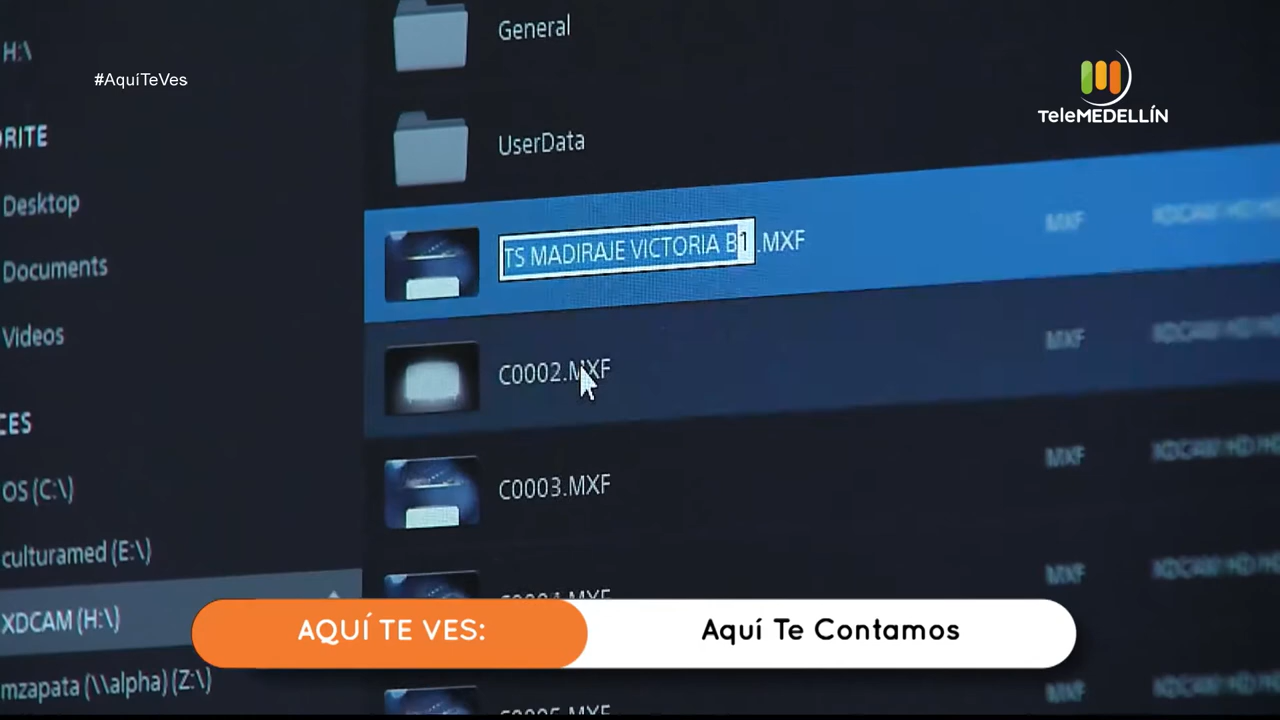 H:\
#AquíTeVes
ORITE
Desktop
Documents
Videos
CES
OS (C:\)
culturamed (E:\)
XDCAM (H:\)
mzapata (\\alpha) (Z:\)
General
UserData
TS MADIRAJE VICTORIA B1.MXF
MXF
C0002.MXF
MXF
C0003.MXF
MXF
MXF
MXF
TeleMEDELLÍN
AQUÍ TE VES:
Aquí Te Contamos